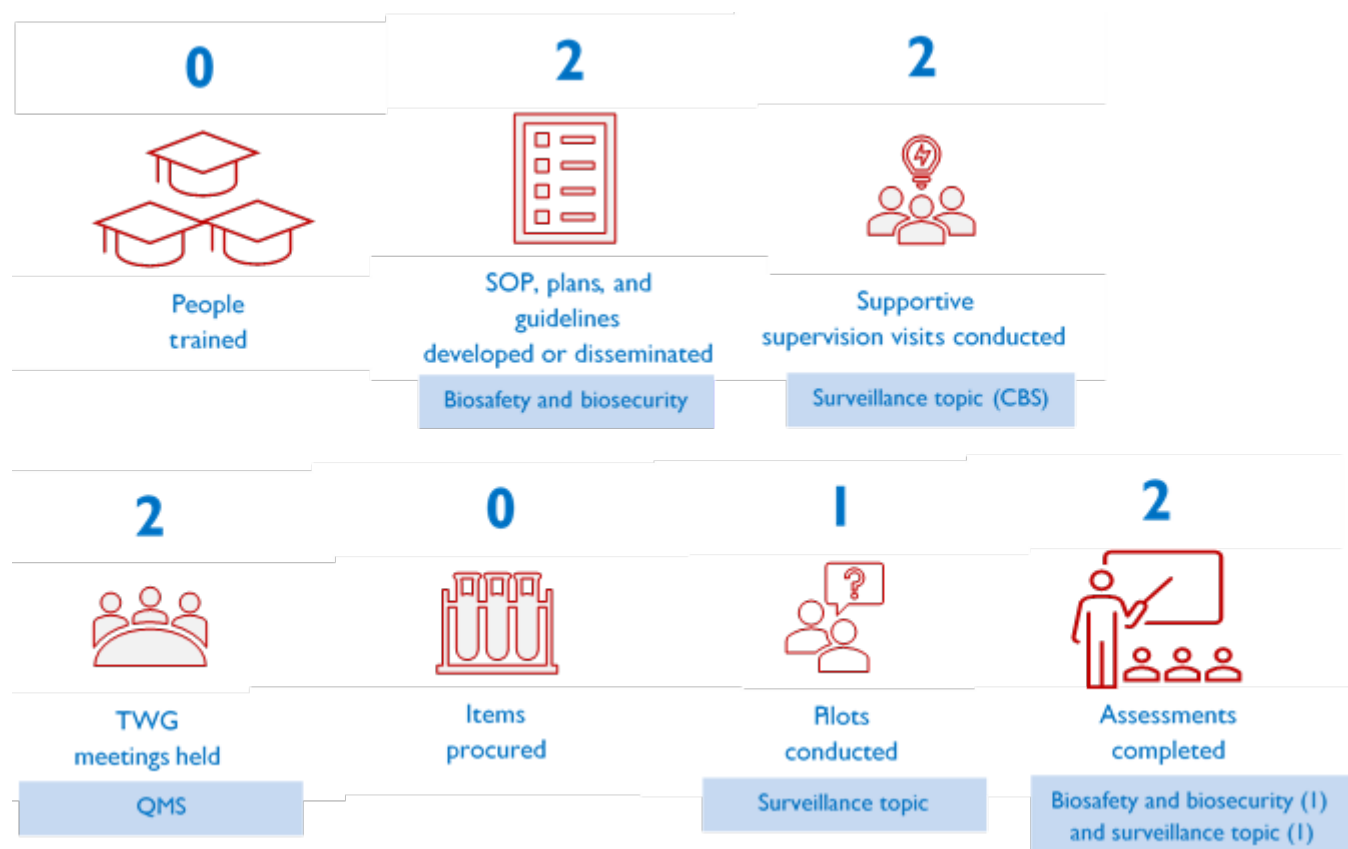 0
2
2
People
trained
SOP, plans, and
guidelines
developed or disseminated
Supportive
supervision visits conducted
Biosafety and biosecurity
Surveillance topic (CBS)
2
0
1
2
?
TWG
meetings held
Items
procured
Pilots
conducted
Assessments
completed
QMS
Surveillance topic
Biosafety and biosecurity (1)
and surveillance topic (1)